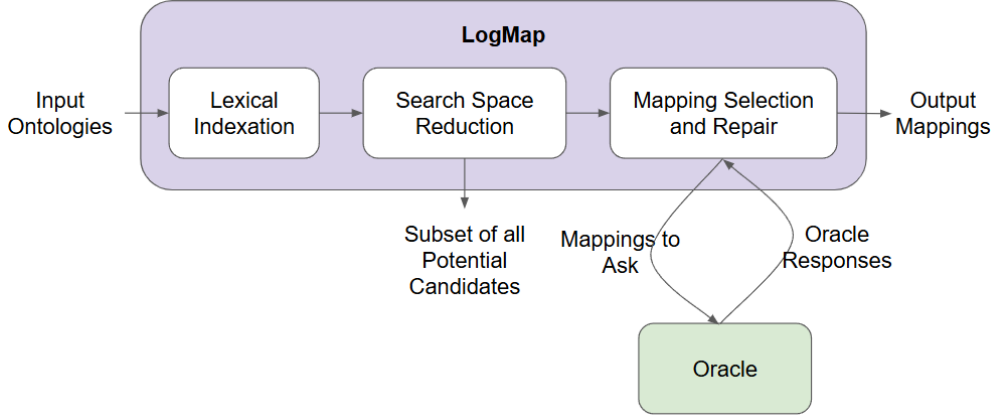 LogMap
Input
Ontologies
Lexical
Indexation
Search Space
Reduction
Mapping Selection
and Repair
Output
Mappings
Subset of all
Potential
Candidates
Mappings to
Ask
Oracle
Responses
Oracle